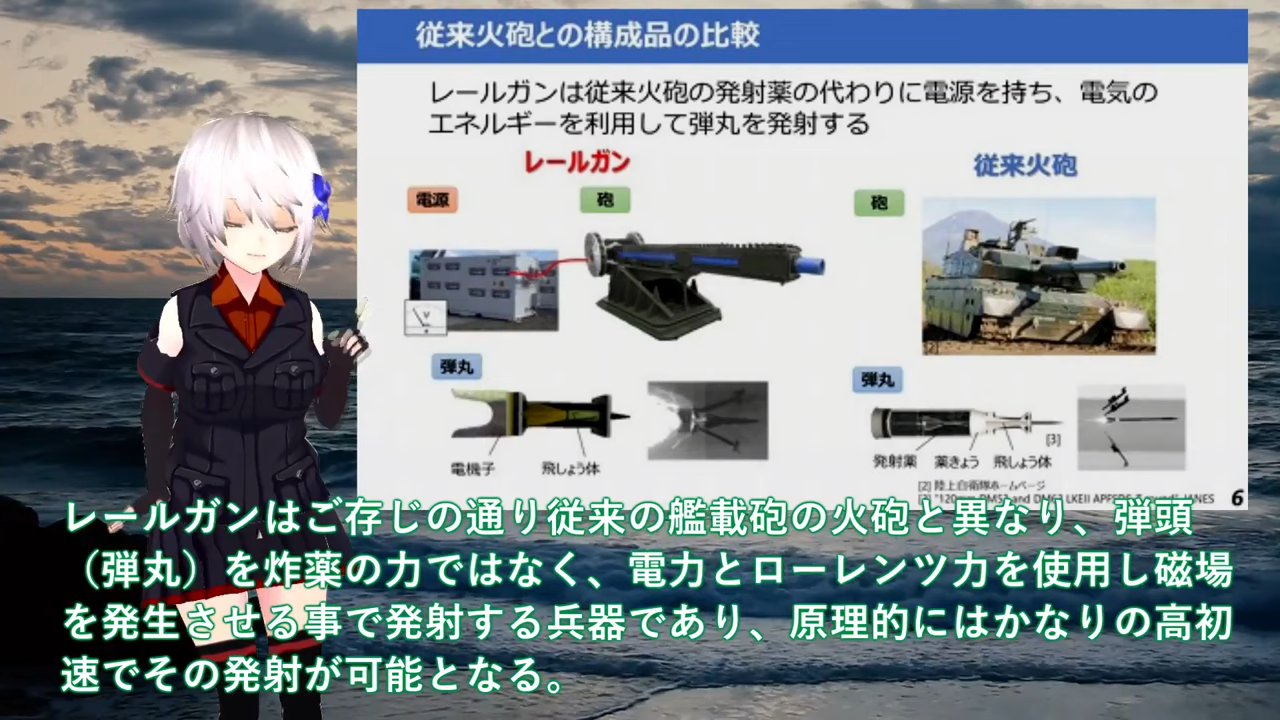 従来火砲との構成品の比較
レールガンは従来火砲の発射薬の代わりに電源を持ち、電気の
エネルギーを利用して弾丸を発射する
レールガン
従来火砲
電源
砲
砲
V
[2]
弾丸
弾丸
[3]
電機子
飛しょう体
発射薬
薬きょう
飛しょう体
[2] 陸上自衛隊ホームページ
6
レールガンはご存じの通り従来の艦載砲の火砲と異なり、弾頭
（弾丸）を炸薬の力ではなく、電力とローレンツ力を使用し磁場
を発生させる事で発射する兵器であり、原理的にはかなりの高初
速でその発射が可能となる。